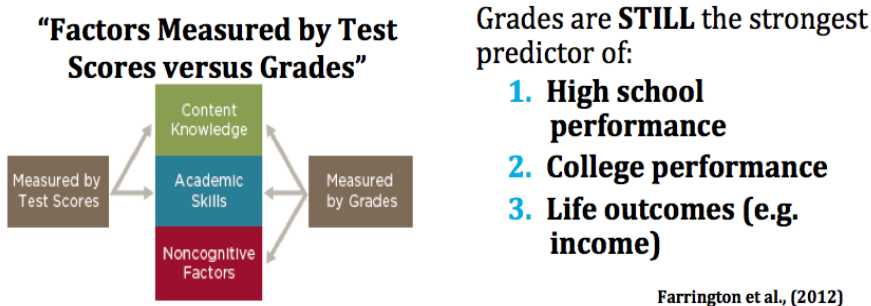 “Factors Measured by Test
Scores versus Grades”
Content
Knowledge
Measured by
Test Scores
Academic
Skills
Measured
by Grades
Noncognitive
Factors
Grades are STILL the strongest
predictor of:
1. High school
performance
2. College performance
3. Life outcomes (e.g.
income)
Farrington et al., (2012)